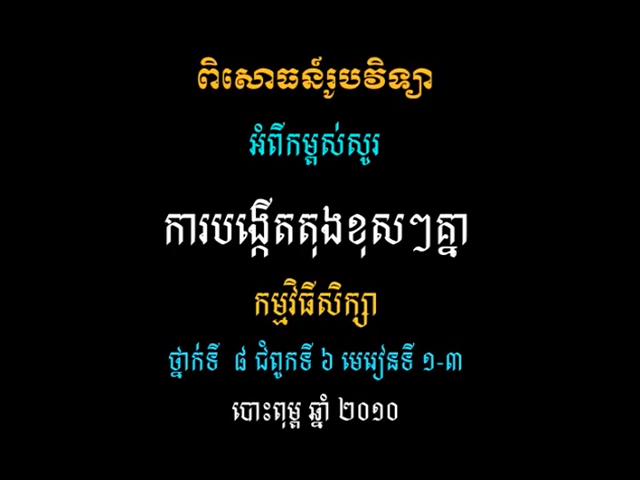 ពិសោធន៍រូបវិទ្យា
អំពីកម្ពស់សូរ
ការបង្កើតតុងខុសៗគ្នា
កម្មវិធីសិក្សា
ថ្នាក់ទី ៨ ជំពូកទី ៦ មេរៀនទី ១-៣
បោះពុម្ព ឆ្នាំ ២០១០